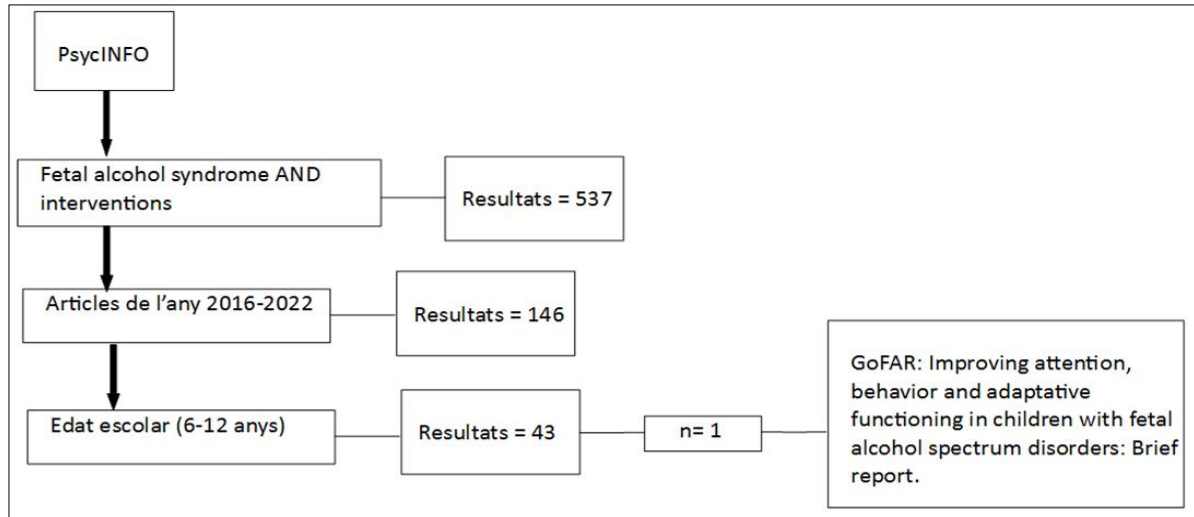 PsycINFO
Fetal alcohol syndrome AND
interventions
Resultats = 537
Articles de l'any 2016-2022
Resultats = 146
Edat escolar (6-12 anys)
Resultats = 43
n= 1
GoFAR: Improving attention,
behavior and adaptative
functioning in children with fetal
alcohol spectrum disorders: Brief
report.